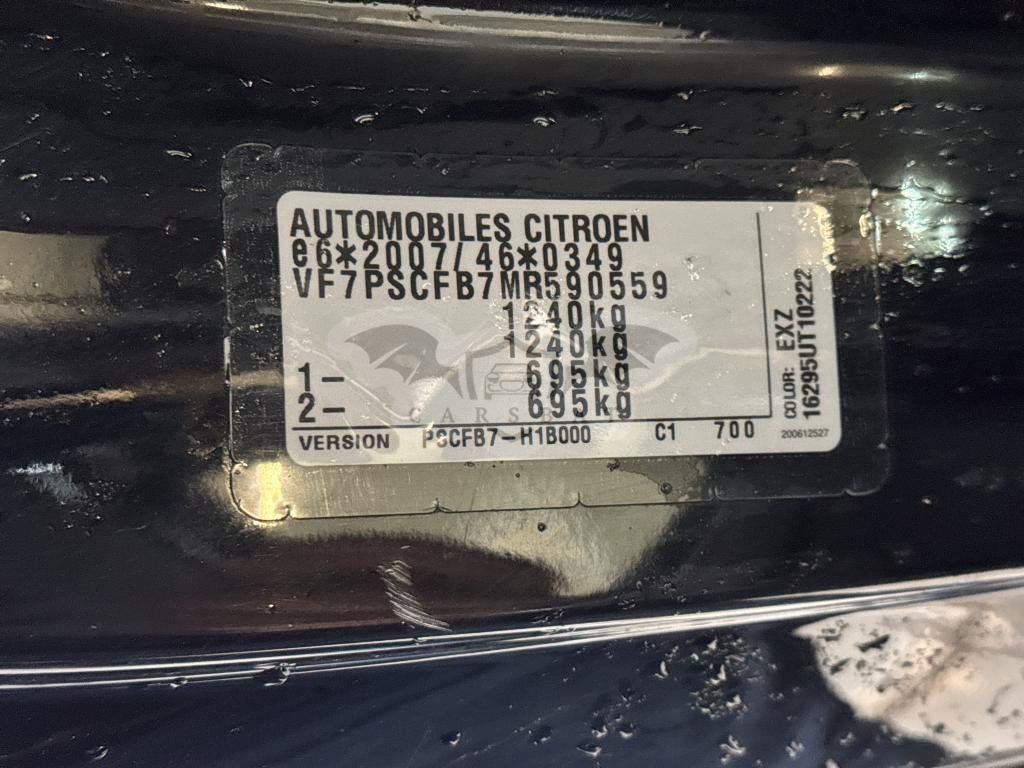 AUTOMOBILES CITROEN
e6*2007/46*0349
VF7PSCFB7MR590559
1240kg
1240kg
1- 695kg
2- 695kg
VERSION PSCFB7-H1B000 C1 700
COLOR: EXZ
16295UT10222
200612527